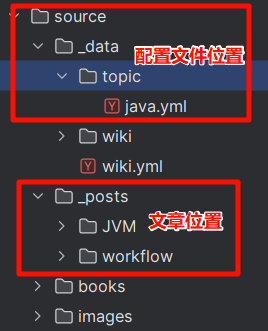 source
_data
配置文件位置
topic
java.yml
wiki
wiki.yml
_posts
JVM
文章位置
workflow
books
images